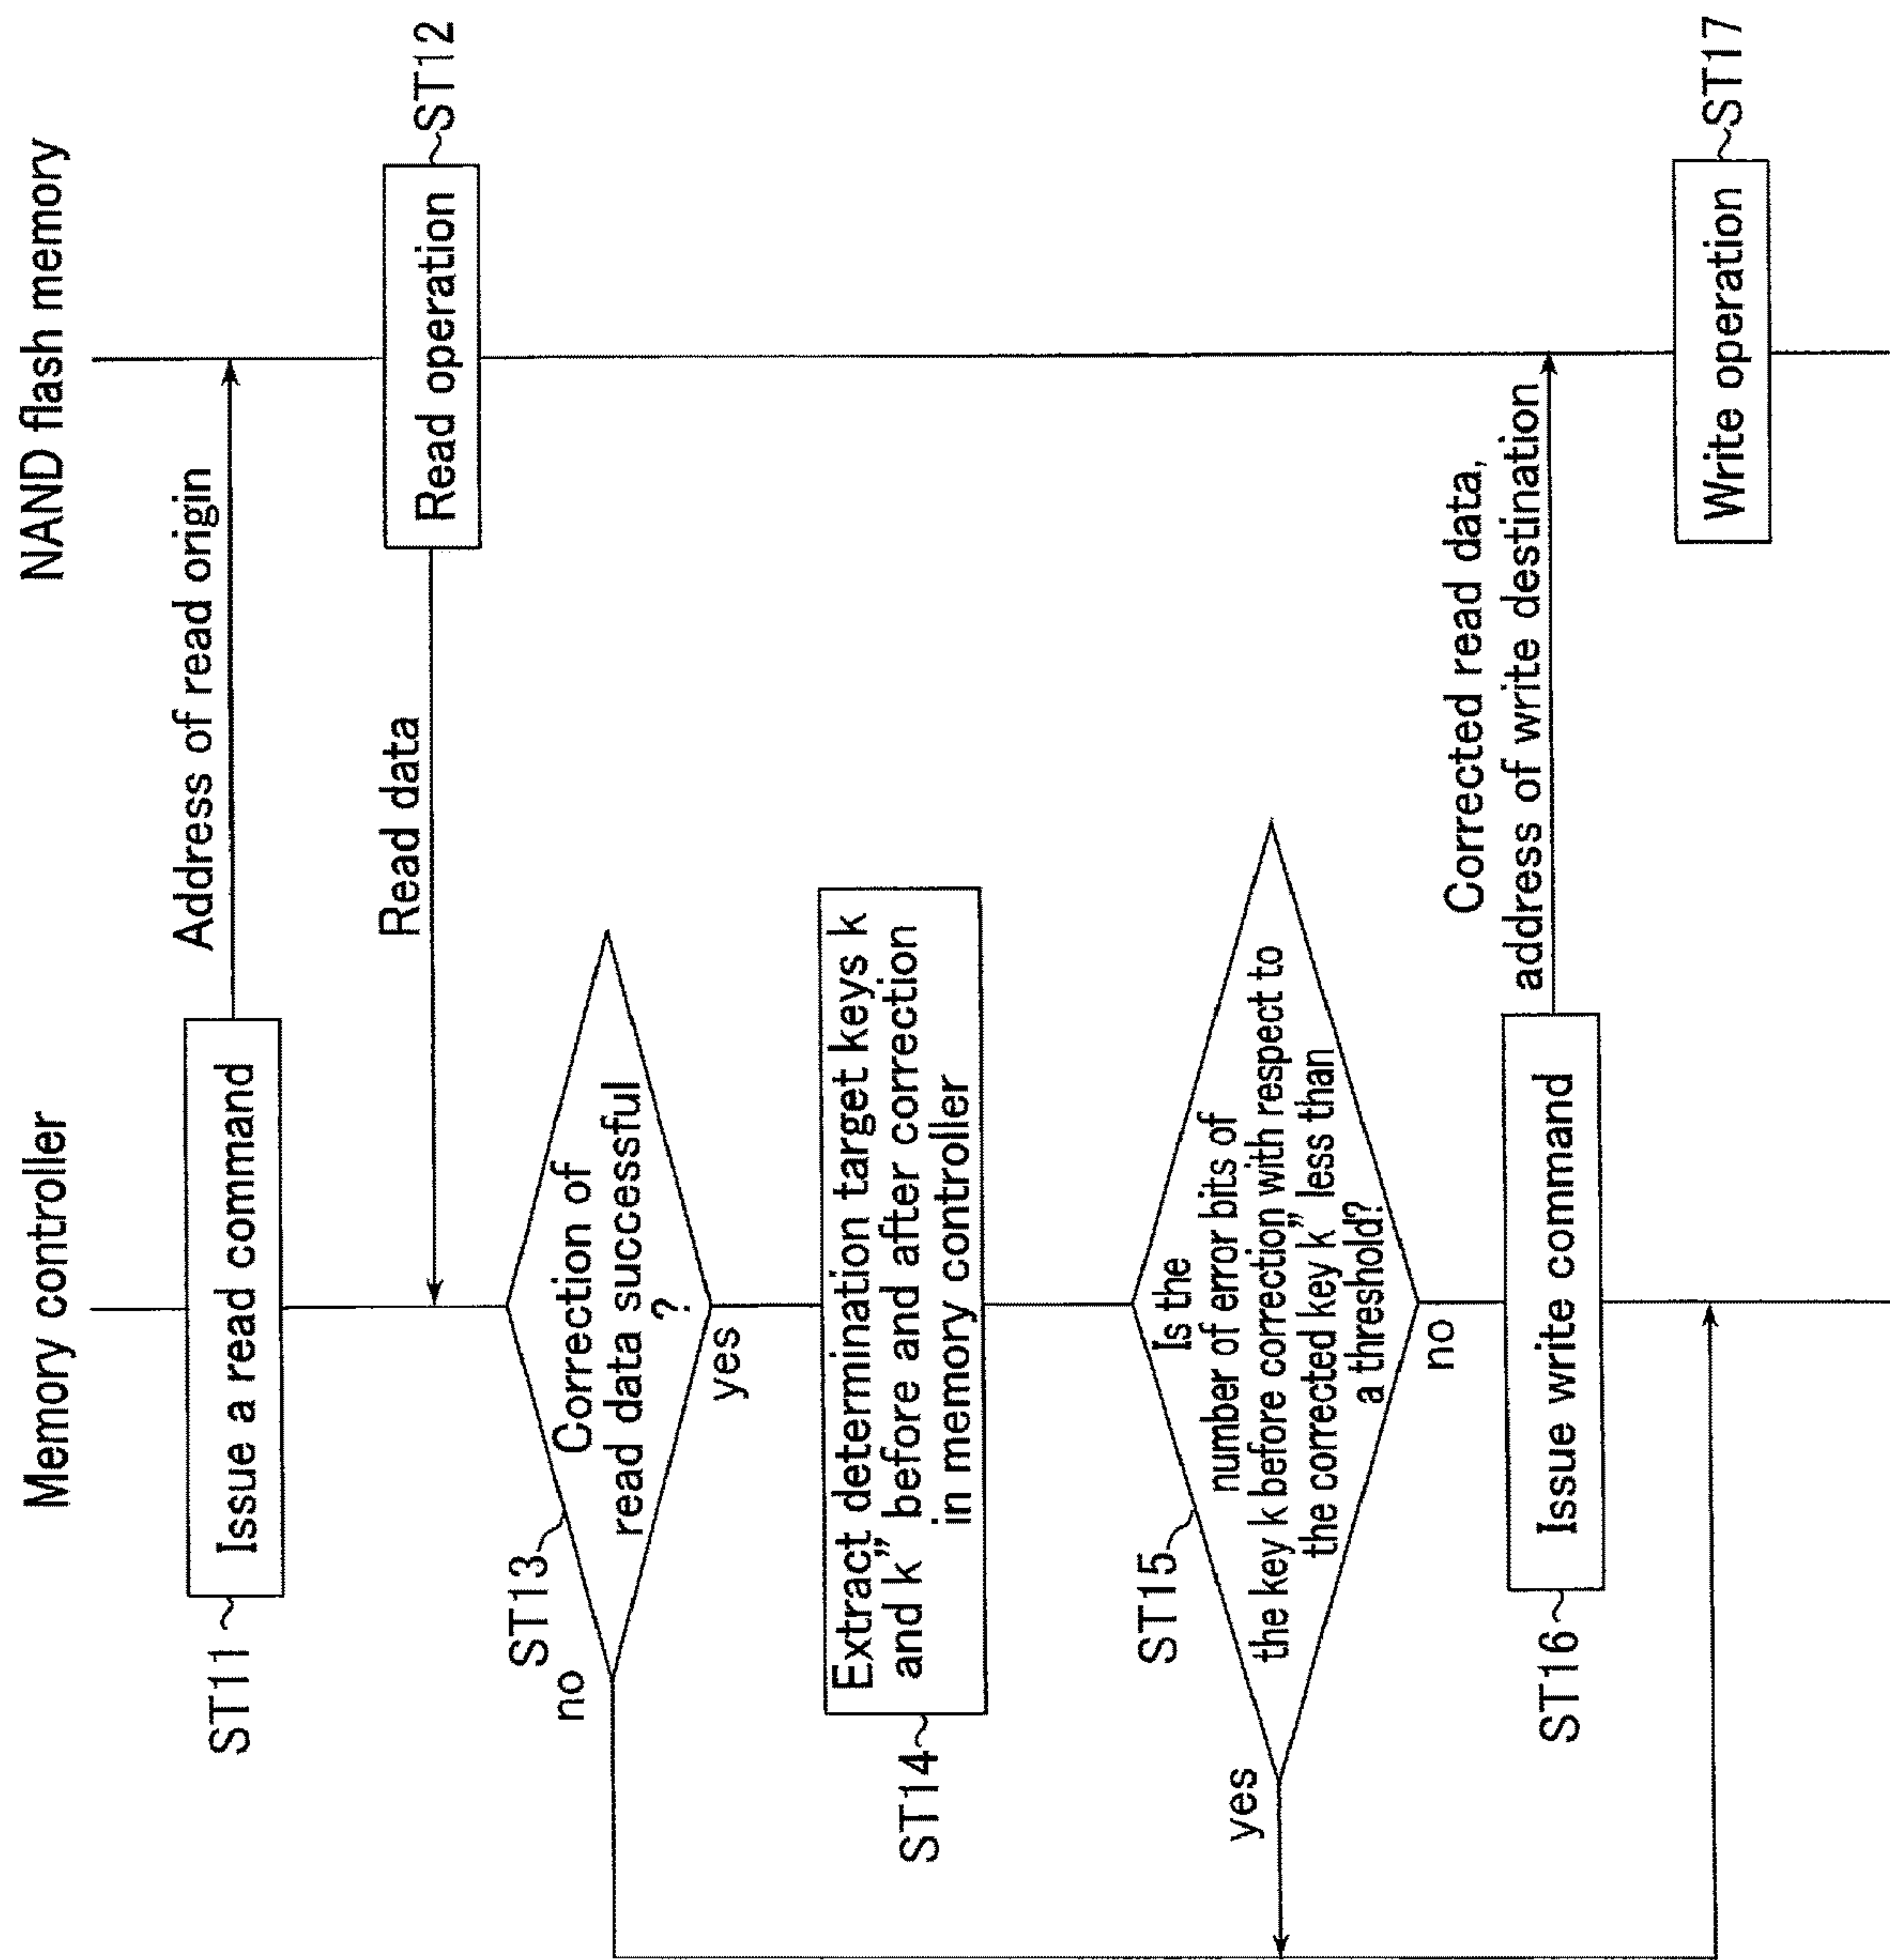 Memory controller
NAND flash memory
ST11
Issue a read command
Address of read origin
Read operation
ST12
Read data
ST13
Correction of
read data successful
?
no
yes
ST14
Extract determination target keys k
and k" before and after correction
in memory controller
ST15
Is the
number of error bits of
the key k before correction with respect to
the corrected key k" less than
a threshold?
yes
no
ST16
Issue write command
Corrected read data,
address of write destination
Write operation
ST17